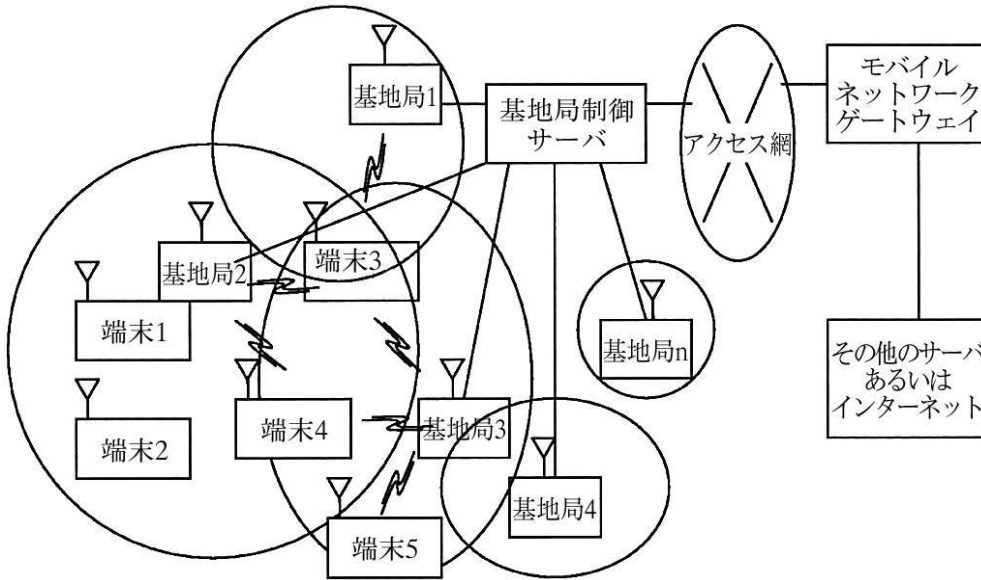 基地局1
基地局制御
サーバ
アクセス網
モバイル
ネットワーク
ゲートウェイ
基地局2
端末3
端末1
基地局n
その他のサーバ
あるいは
インターネット
端末2
端末4
基地局3
基地局4
端末5